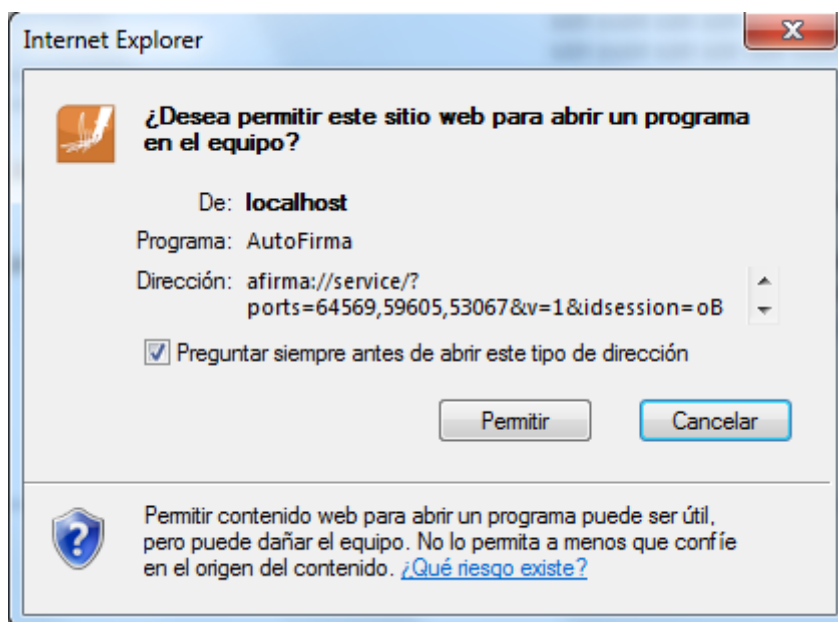 Internet Explorer
¿Desea permitir este sitio web para abrir un programa
en el equipo?
De: localhost
Programa: AutoFirma
Dirección: afirma://service/?
ports=64569,59605,53067&v=1&idsession=oB
Preguntar siempre antes de abrir este tipo de dirección
Permitir Cancelar
Permitir contenido web para abrir un programa puede ser útil,
pero puede dañar el equipo. No lo permita a menos que confíe
en el origen del contenido. ¿Qué riesgo existe?